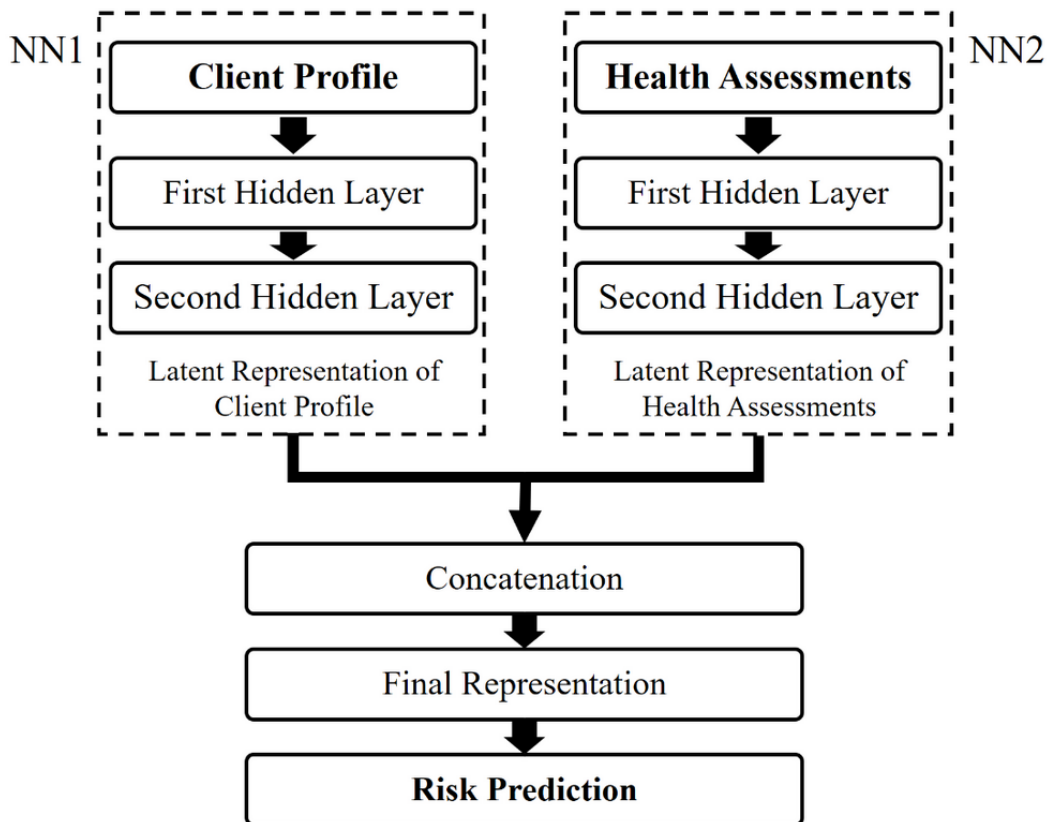 NN1
Client Profile
First Hidden Layer
Second Hidden Layer
Latent Representation of
Client Profile
NN2
Health Assessments
First Hidden Layer
Second Hidden Layer
Latent Representation of
Health Assessments
Concatenation
Final Representation
Risk Prediction